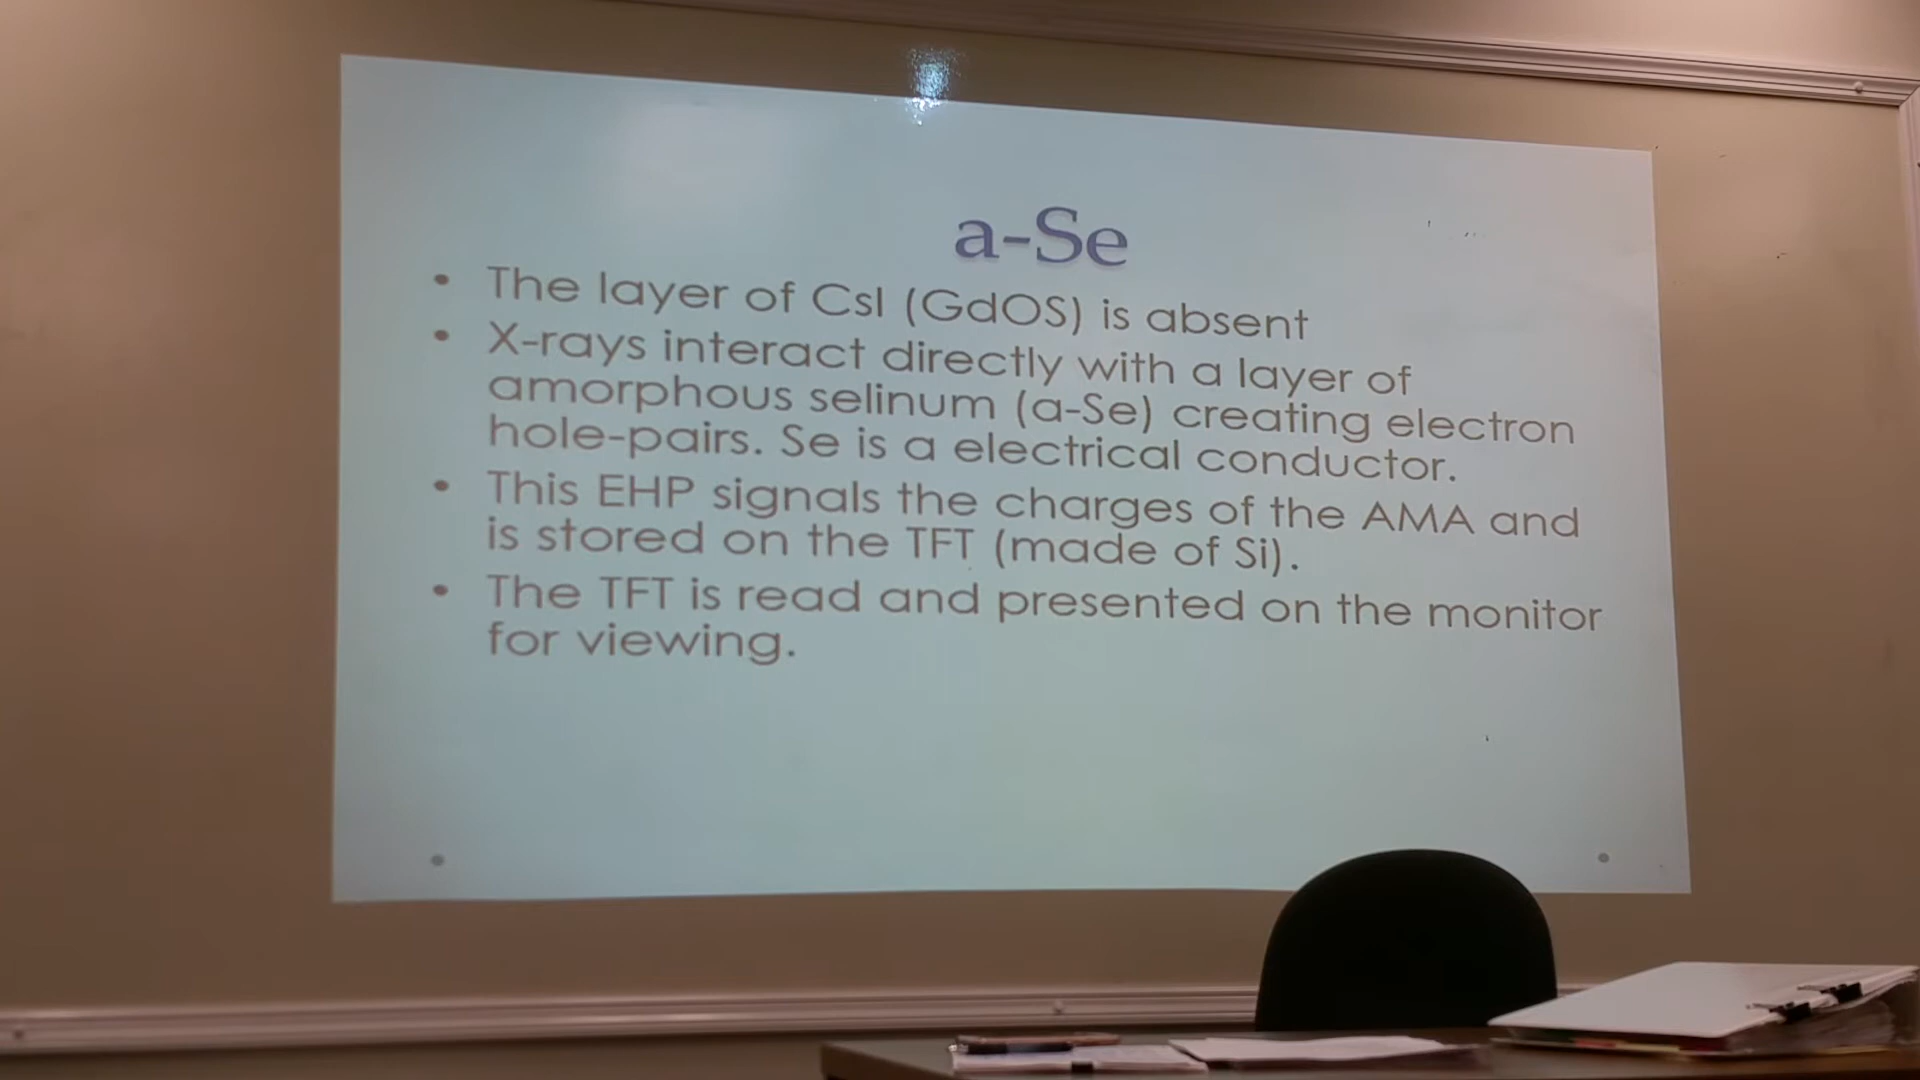 a-Se
• The layer of CsI (GdOS) is absent
• X-rays interact directly with a layer of
amorphous selinum (a-Se) creating electron
hole-pairs. Se is a electrical conductor.
• This EHP signals the charges of the AMA and
is stored on the TFT (made of Si).
• The TFT is read and presented on the monitor
for viewing.